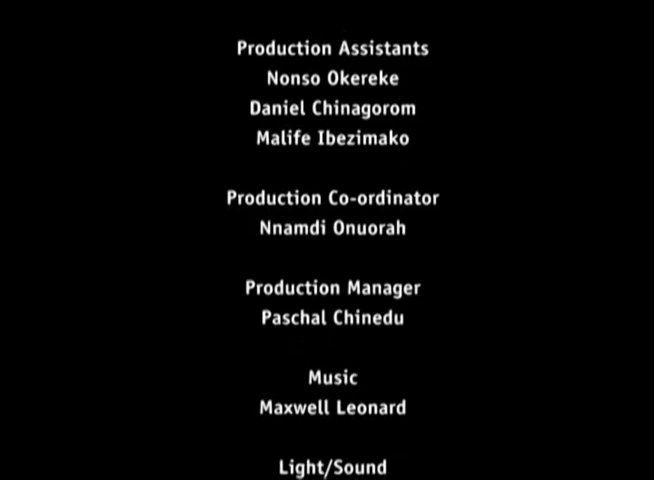 Production Assistants
Nonso Okereke
Daniel Chinagorom
Malife Ibezimako
Production Co-ordinator
Nnamdi Onuorah
Production Manager
Paschal Chinedu
Music
Maxwell Leonard
Light/Sound